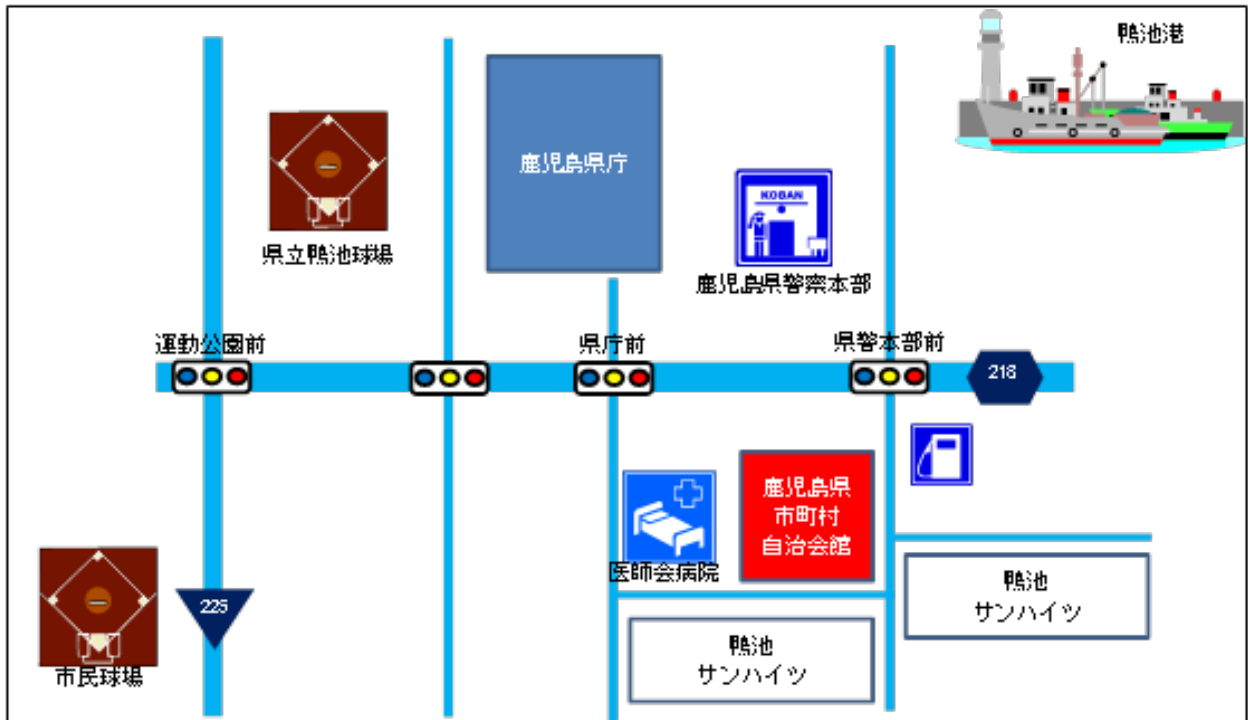 鴨池港
鹿児島県庁
KOBAN
県立鴨池球場
鹿児島県警察本部
運動公園前
県庁前
県警本部前
218
鹿児島県
市町村
自治会館
医師会病院
鴨池
サンハイツ
225
鴨池
サンハイツ
市民球場